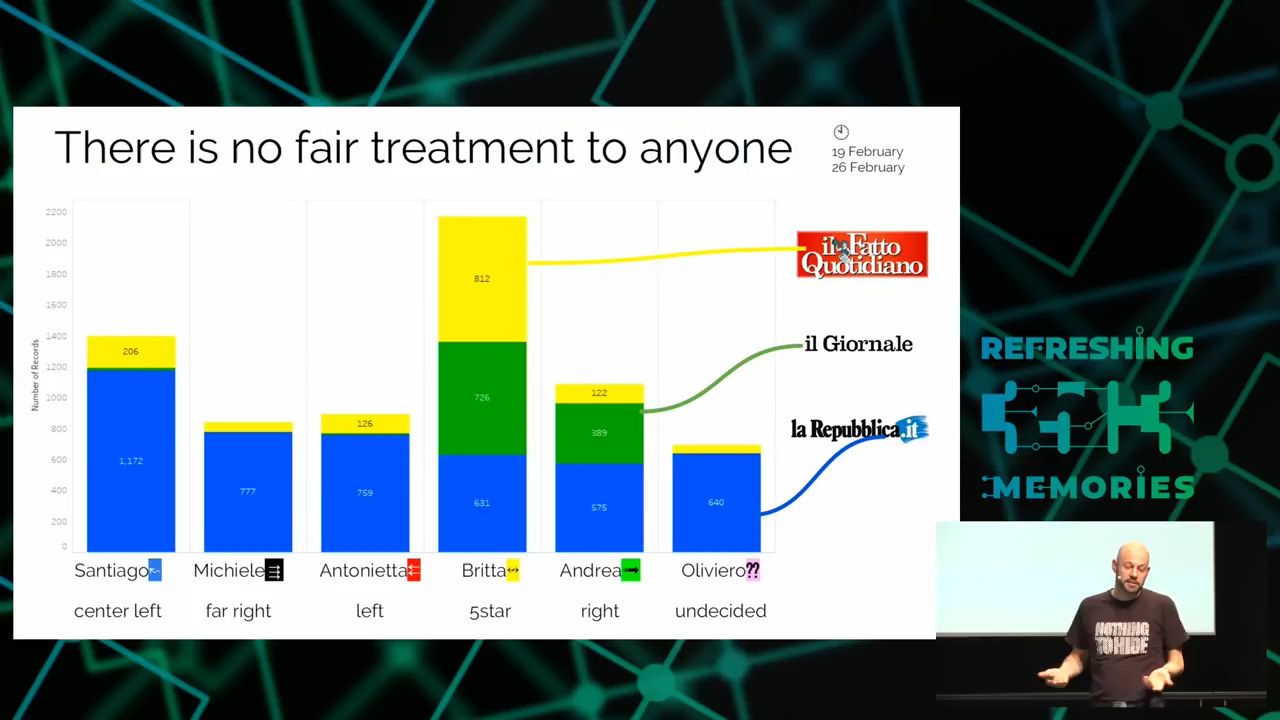 There is no fair treatment to anyone
19 February
26 February
Number of Records
2200
2000
1800
1600
1400
1200
1000
800
600
400
200
0
206
1,172
777
126
759
812
726
631
122
389
575
640
il Fatto
Quotidiano
il Giornale
la Repubblica.it
Santiago Michiele Antonietta Britta Andrea Oliviero ??
center left far right left 5star right undecided
REFRESHING
MEMORIES
NOTHING
TO HIDE